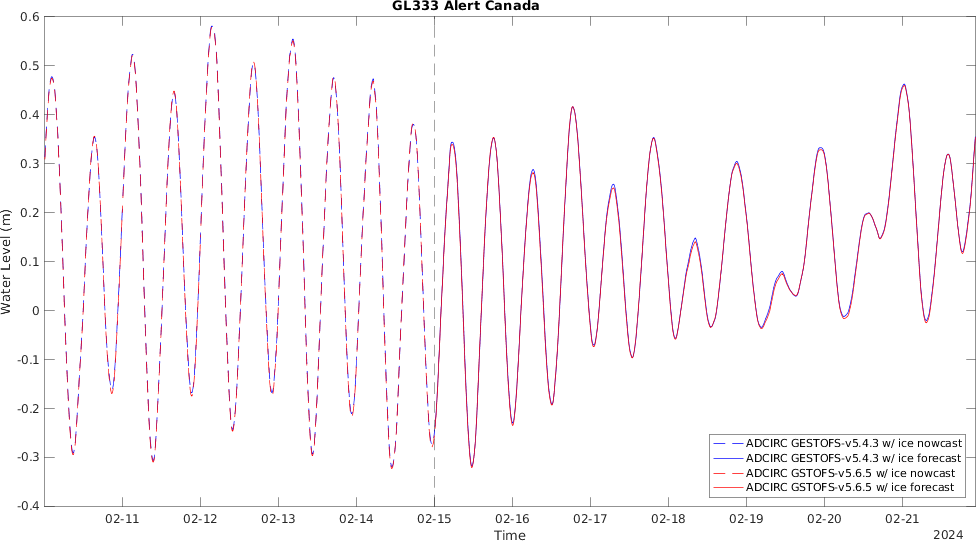 GL333 Alert Canada
0.6
0.5
0.4
0.3
0.2
0.1
0
-0.1
-0.2
-0.3
-0.4
Water Level (m)
ADCIRC GESTOFS-v5.4.3 w/ ice nowcast
ADCIRC GESTOFS-v5.4.3 w/ ice forecast
ADCIRC GSTOFS-v5.6.5 w/ ice nowcast
ADCIRC GSTOFS-v5.6.5 w/ ice forecast
02-11 02-12 02-13 02-14 02-15 02-16 02-17 02-18 02-19 02-20 02-21
Time
2024